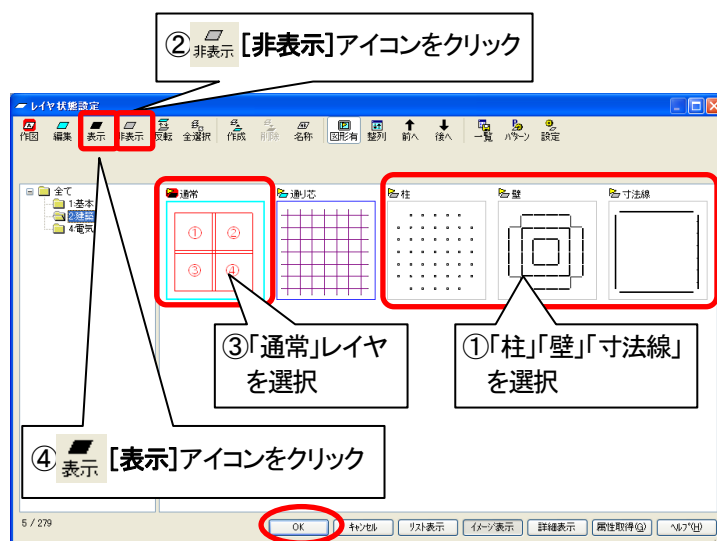 ②非表示[非表示]アイコンをクリック
レイヤ状態設定
作図 編集 表示 非表示 反転 全選択 作成 削除 名称 図形有 整列 前へ 後へ 一覧 パターン 設定
全て
1:基本
2:建築
4:電気
通常 通り芯 柱 壁 寸法線
① ②
③ ④
③「通常」レイヤ
を選択
①「柱」「壁」「寸法線」
を選択
④表示[表示]アイコンをクリック
5 / 279
OK キャンセル リスト表示 イメージ表示 詳細表示 属性取得(G) ヘルプ(H)